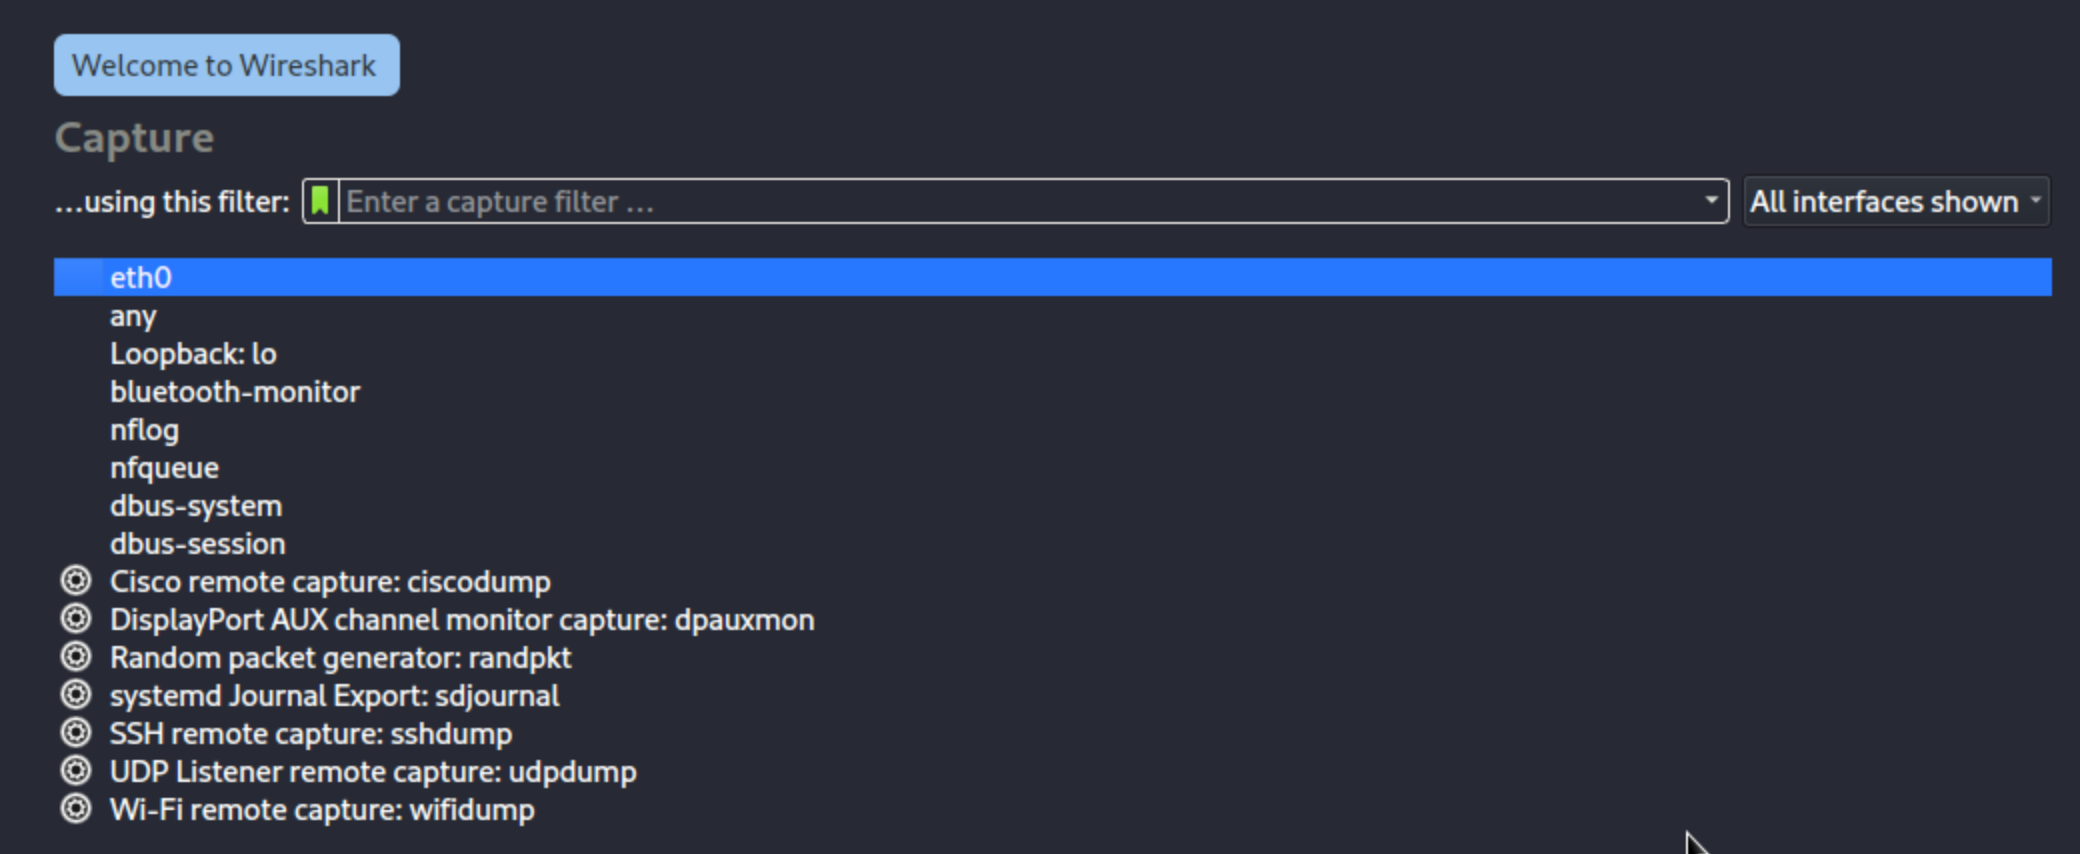 Welcome to Wireshark
Capture
...using this filter: Enter a capture filter ... All interfaces shown
eth0
any
Loopback: lo
bluetooth-monitor
nflog
nfqueue
dbus-system
dbus-session
Cisco remote capture: ciscodump
DisplayPort AUX channel monitor capture: dpauxmon
Random packet generator: randpkt
systemd Journal Export: sdjournal
SSH remote capture: sshdump
UDP Listener remote capture: udpdump
Wi-Fi remote capture: wifidump